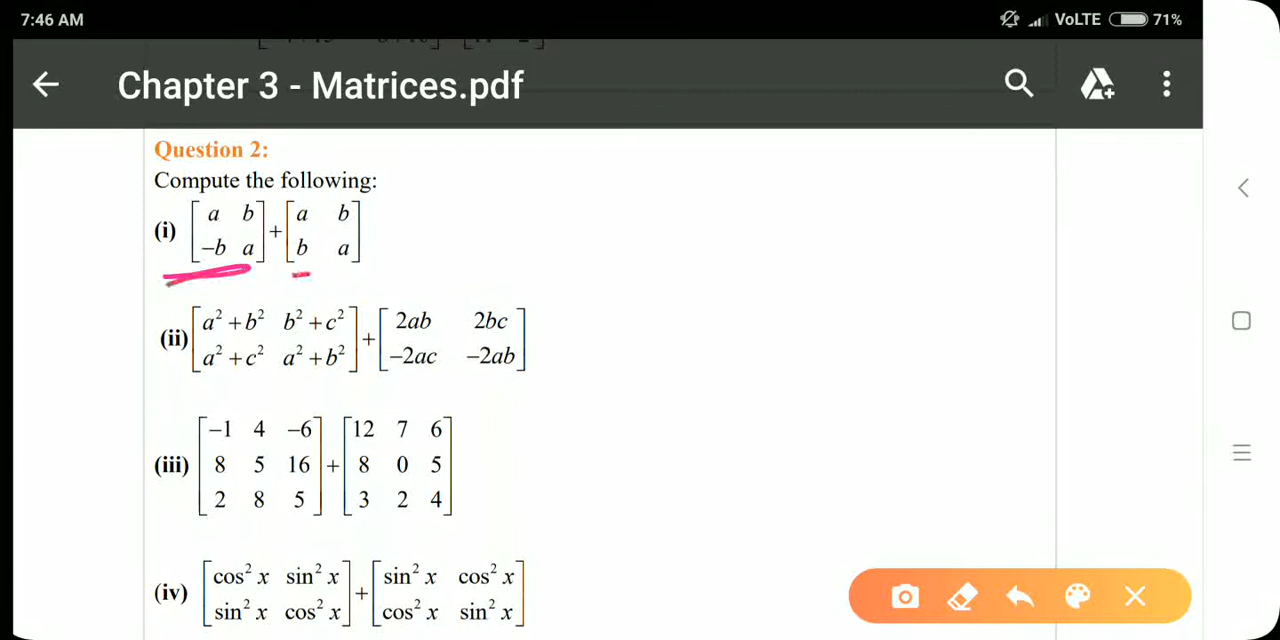 7:46 AM VoLTE 71%
Chapter 3 - Matrices.pdf
Question 2:
Compute the following:
(i) [a b; −b a] + [a b; b a]
(ii) [a² + b² b² + c²; a² + c² a² + b²] + [2ab 2bc; −2ac −2ab]
(iii) [−1 4 −6; 8 5 16; 2 8 5] + [12 7 6; 8 0 5; 3 2 4]
(iv) [cos² x sin² x; sin² x cos² x] + [sin² x cos² x; cos² x sin² x]